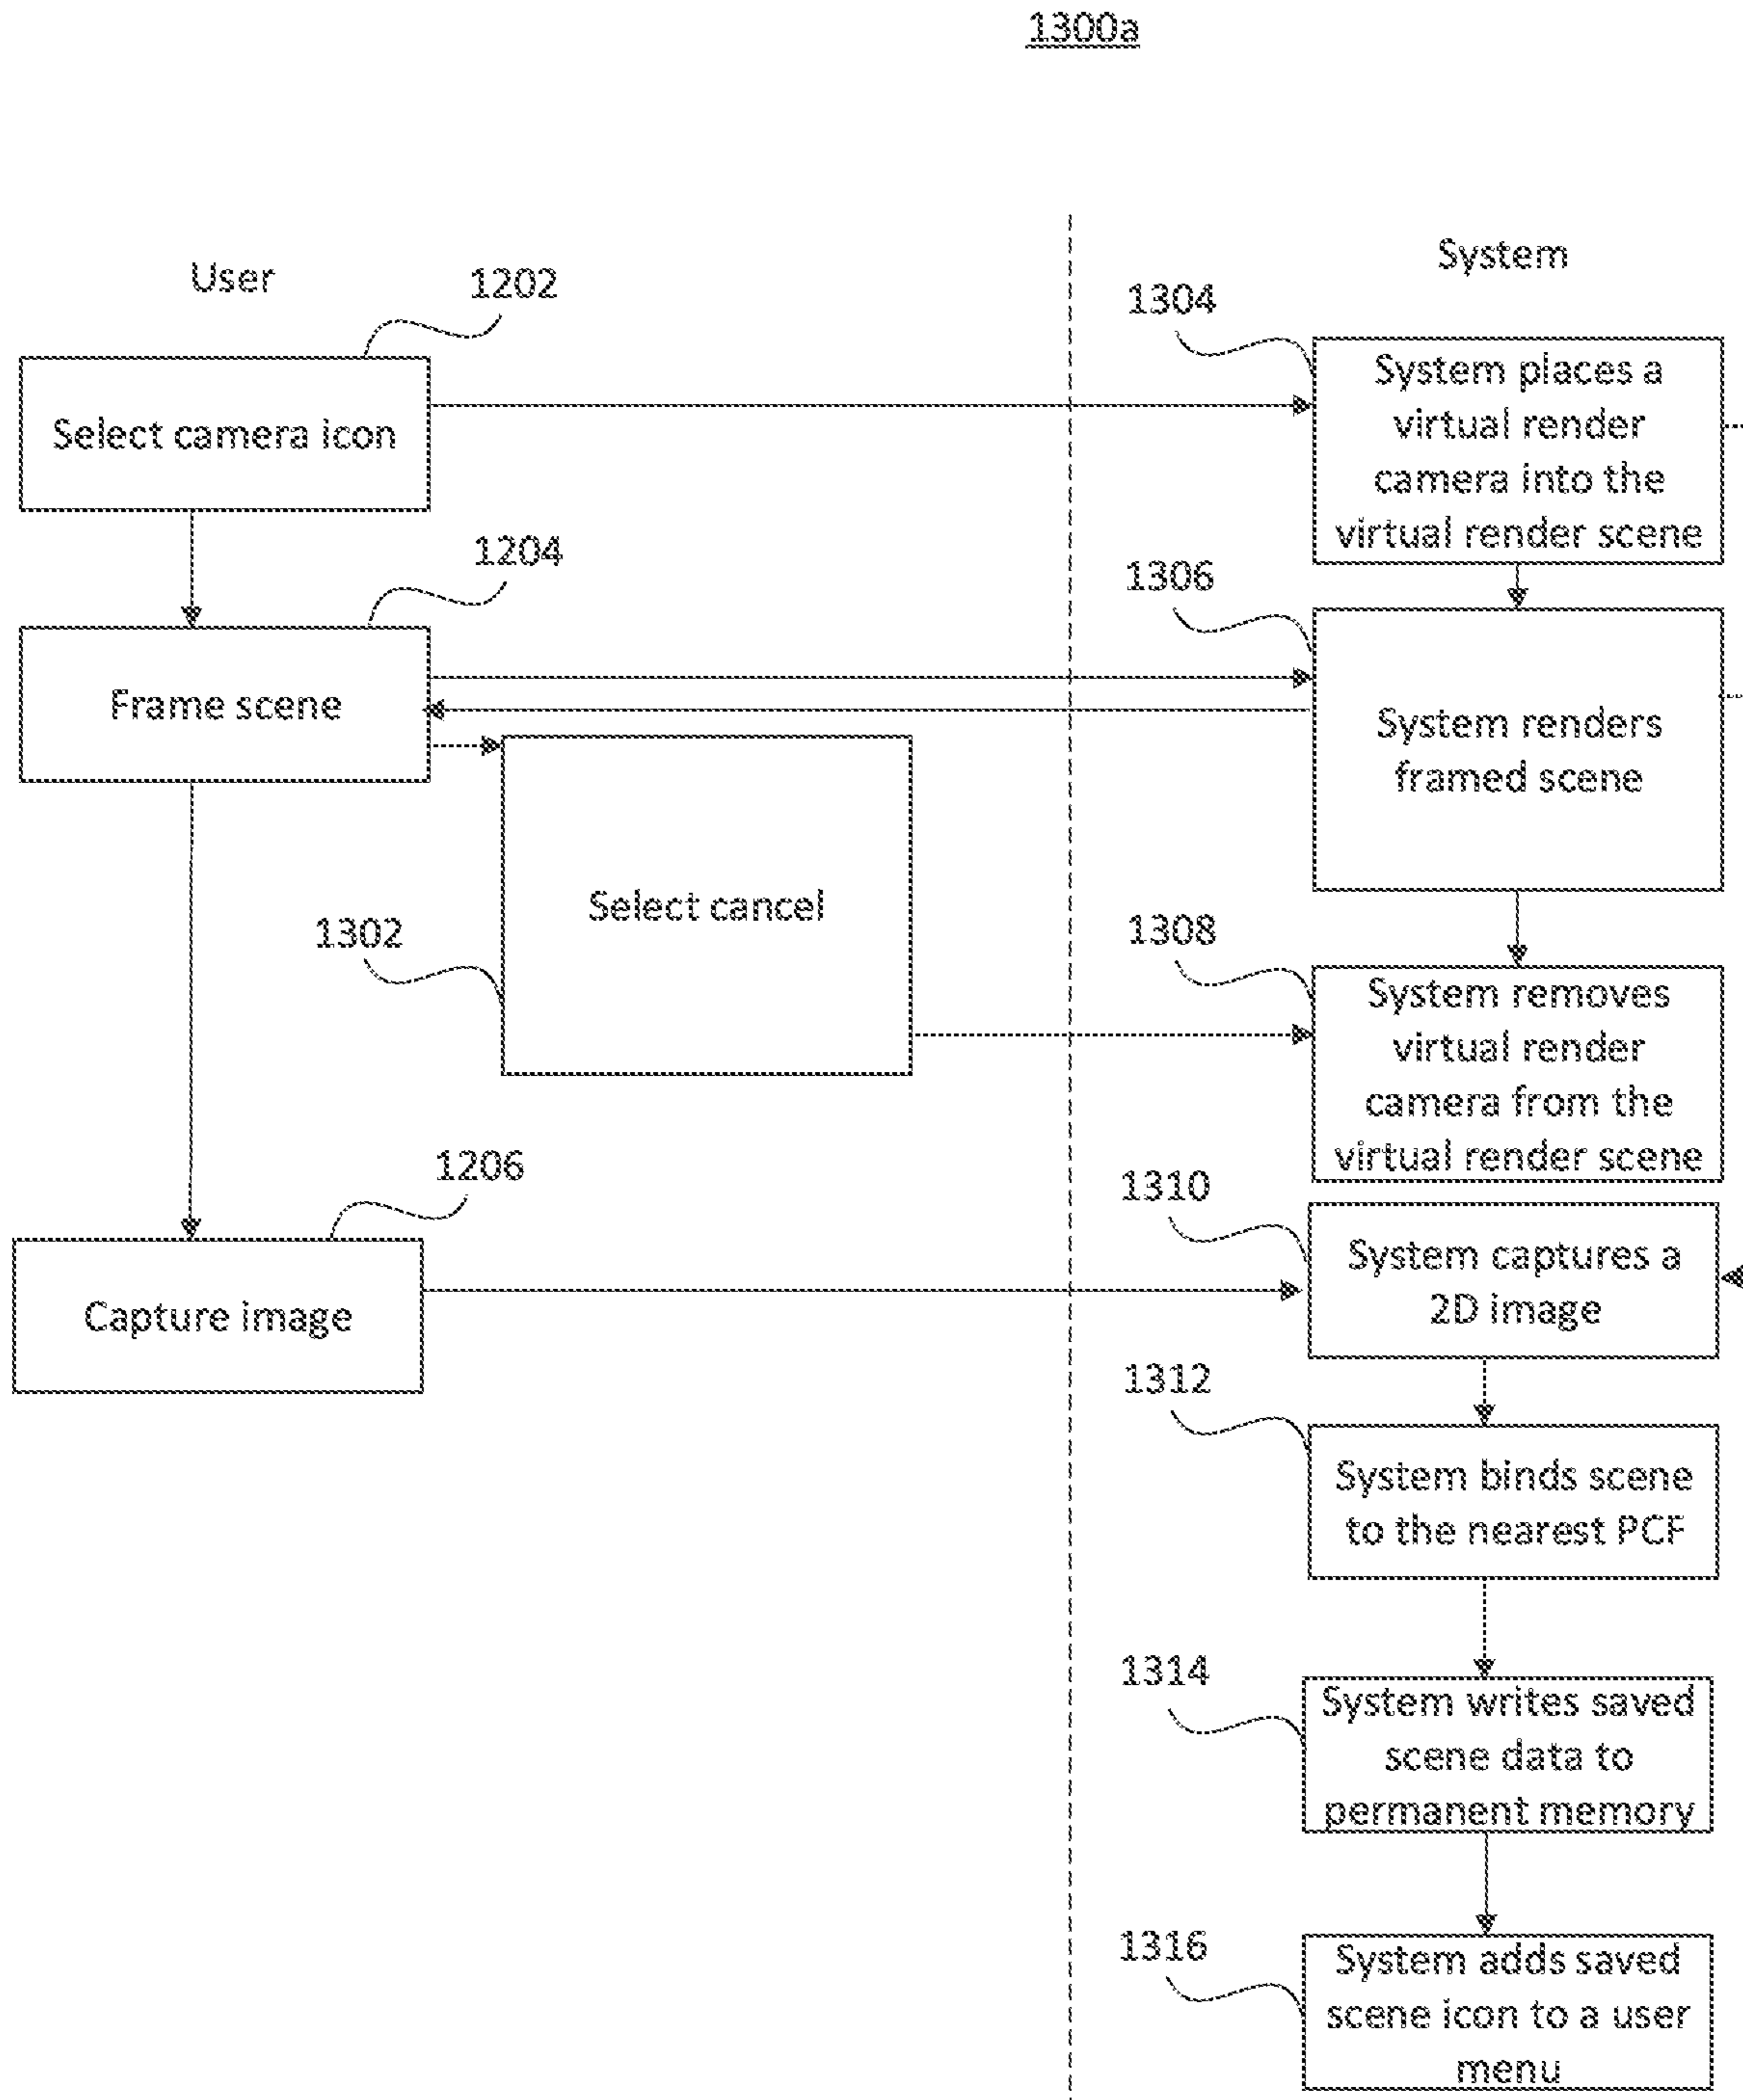 1300a
User
System
1202
1304
Select camera icon
System places a
virtual render
camera into the
virtual render scene
1204
1306
Frame scene
System renders
framed scene
Select cancel
1302
1308
System removes
virtual render
camera from the
virtual render scene
1206
1310
Capture image
System captures a
2D image
1312
System binds scene
to the nearest PCF
1314
System writes saved
scene data to
permanent memory
1316
System adds saved
scene icon to a user
menu